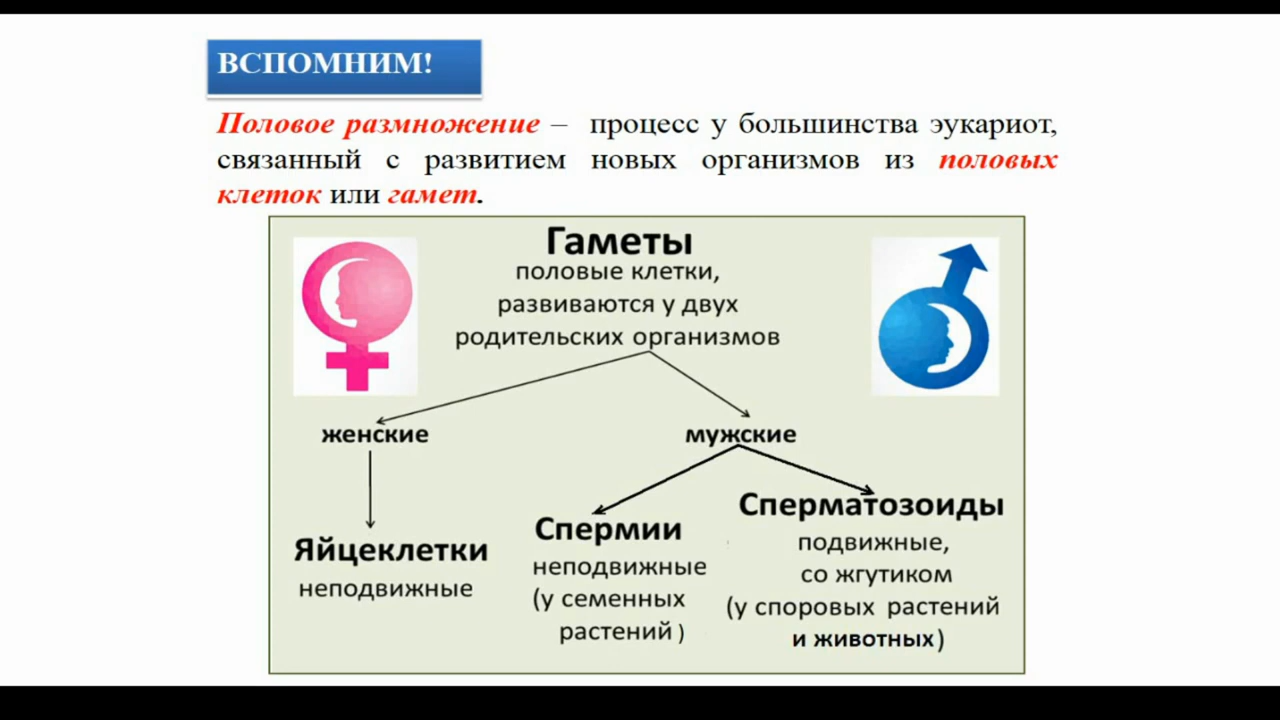 ВСПОМНИМ!
Половое размножение – процесс у большинства эукариот,
связанный с развитием новых организмов из половых
клеток или гамет.
Гаметы
половые клетки,
развиваются у двух
родительских организмов
женские
мужские
Яйцеклетки
неподвижные
Спермии
неподвижные
(у семенных
растений )
Сперматозоиды
подвижные,
со жгутиком
(у споровых растений
и животных)